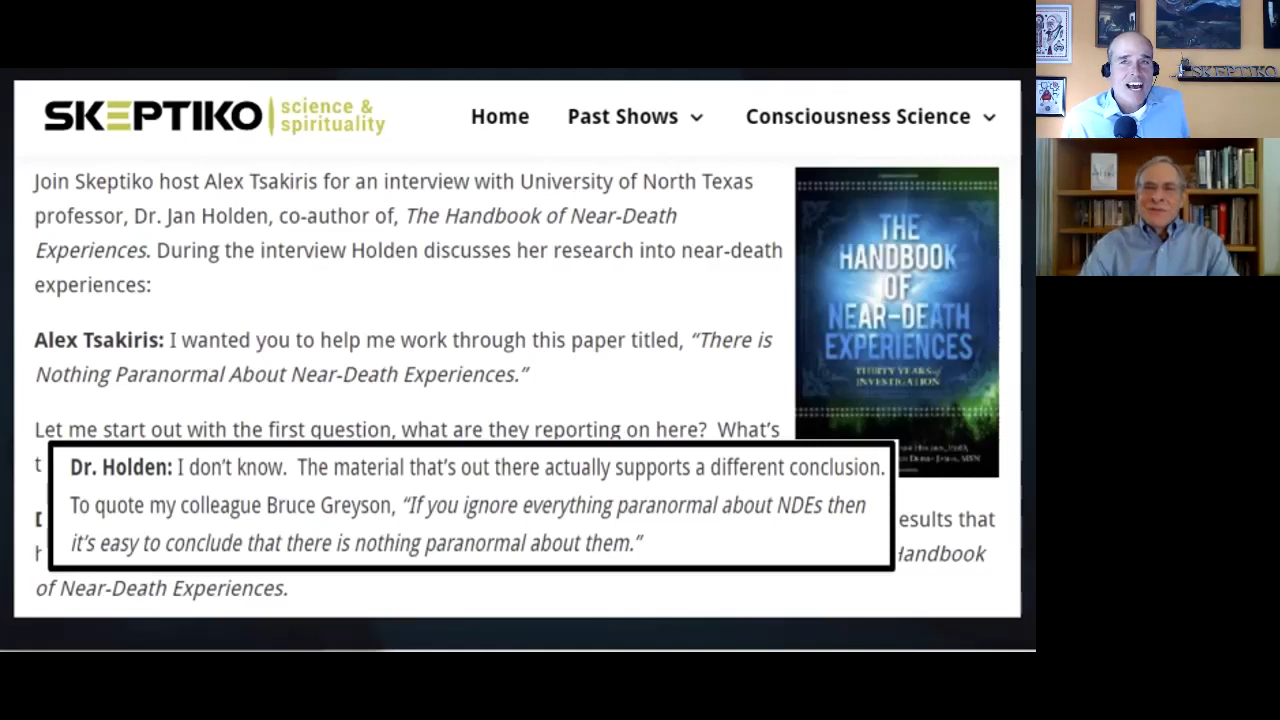 SKEPTIKO
science &
spirituality
Home
Past Shows
Consciousness Science
Join Skeptiko host Alex Tsakiris for an interview with University of North Texas
professor, Dr. Jan Holden, co-author of, The Handbook of Near-Death
Experiences. During the interview Holden discusses her research into near-death
experiences:
Alex Tsakiris: I wanted you to help me work through this paper titled, “There is
Nothing Paranormal About Near-Death Experiences.”
Let me start out with the first question, what are they reporting on here? What's
t
Dr. Holden: I don't know. The material that's out there actually supports a different conclusion.
To quote my colleague Bruce Greyson, “If you ignore everything paranormal about NDEs then
it's easy to conclude that there is nothing paranormal about them.”
esults that
h
Handbook
of Near-Death Experiences.
THE
HANDBOOK
OF
NEAR-DEATH
EXPERIENCES
THIRTY YEARS of
INVESTIGATION
SKEPTIKO